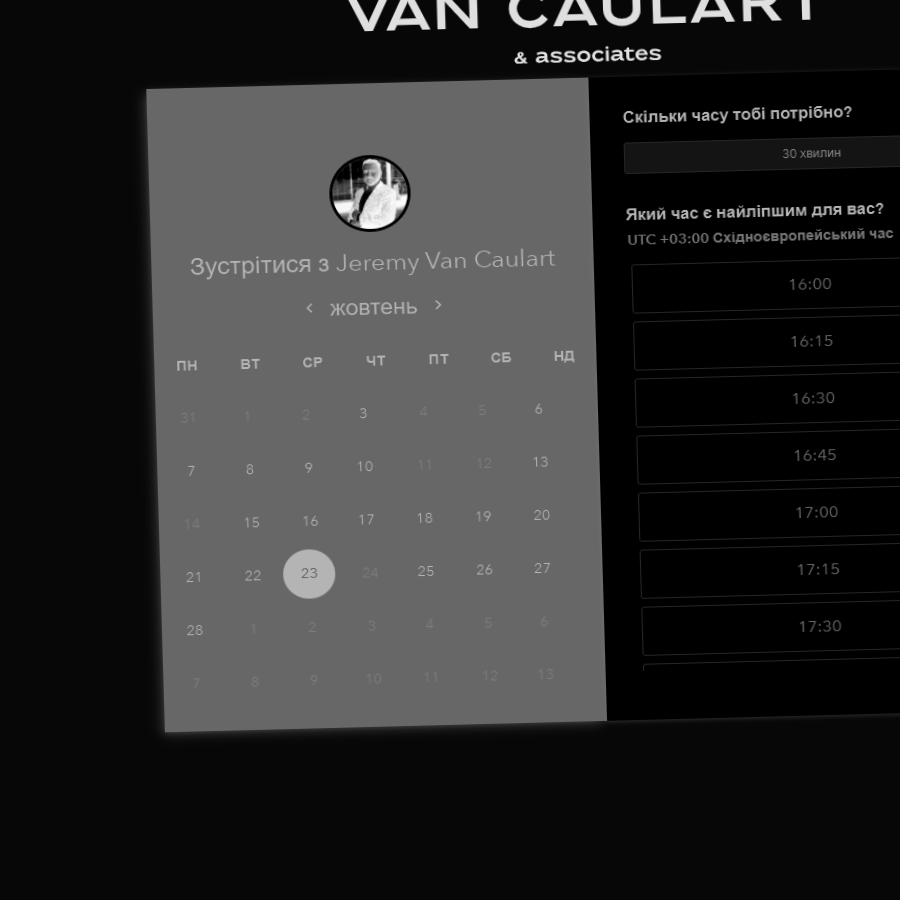 VAN CAULART
& associates
Зустрітися з Jeremy Van Caulart
‹ жовтень ›
ПН ВТ СР ЧТ ПТ СБ НД
31 1 2 3 4 5 6
7 8 9 10 11 12 13
14 15 16 17 18 19 20
21 22 23 24 25 26 27
28 1 2 3 4 5 6
7 8 9 10 11 12 13
Скільки часу тобі потрібно?
30 хвилин
Який час є найліпшим для вас?
UTC +03:00 Східноєвропейський час
16:00
16:15
16:30
16:45
17:00
17:15
17:30